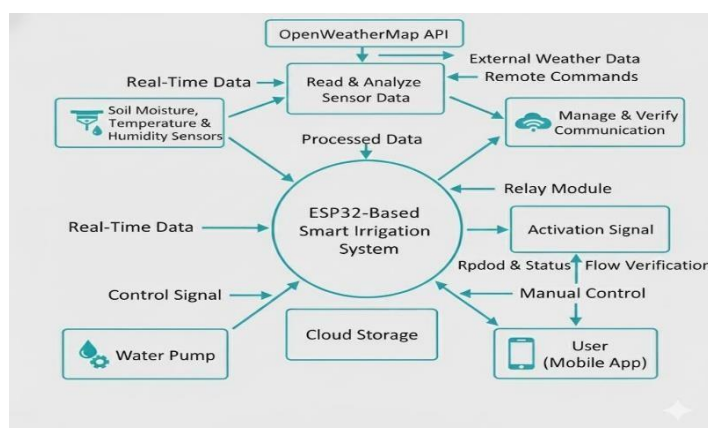 OpenWeatherMap API
External Weather Data
Real-Time Data
Read & Analyze
Sensor Data
Remote Commands
Soil Moisture,
Temperature &
Humidity Sensors
Manage & Verify
Communication
Processed Data
Relay Module
ESP32-Based
Smart Irrigation
System
Real-Time Data
Activation Signal
Rpdod & Status
Flow Verification
Control Signal
Manual Control
Water Pump
Cloud Storage
User
(Mobile App)